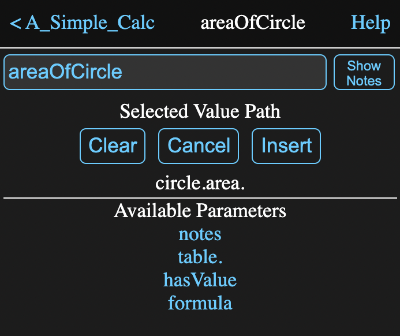 < A_Simple_Calc areaOfCircle Help
areaOfCircle Show Notes
Selected Value Path
Clear Cancel Insert
circle.area.
Available Parameters
notes
table.
hasValue
formula